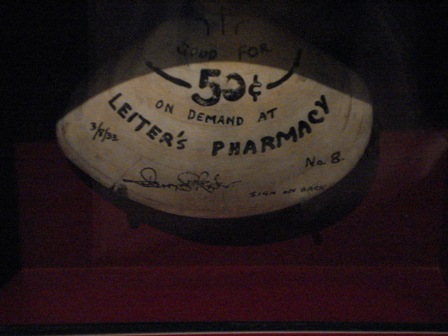 GOOD FOR
50¢
ON DEMAND AT
LEITER'S PHARMACY
3/8/33
No. 8.
SIGN ON BACK